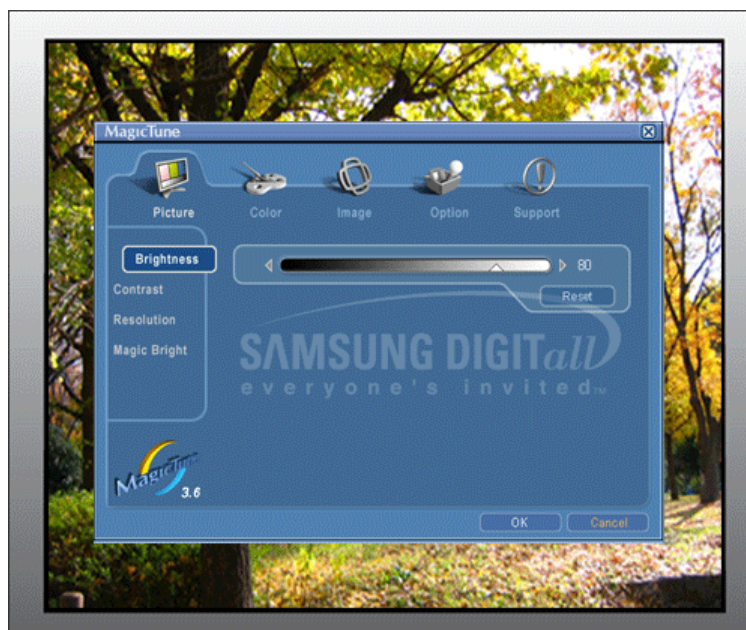 MagicTune
Picture
Color
Image
Option
Support
Brightness
Contrast
Resolution
Magic Bright
80
Reset
SAMSUNG DIGITall
everyone's invited™
MagicTune
3.6
OK
Cancel